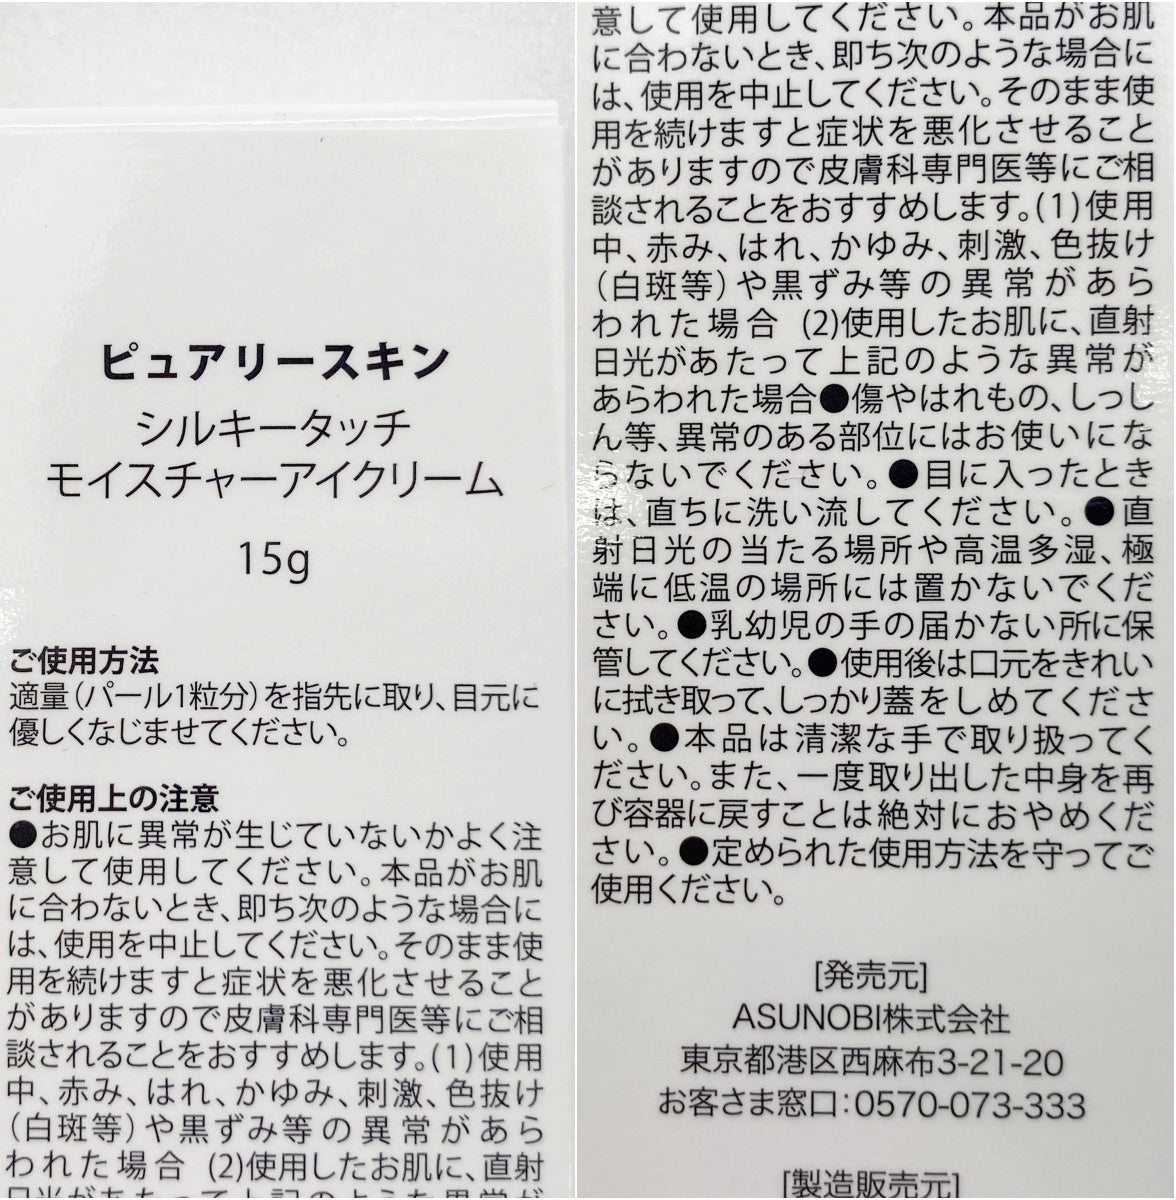 ピュアリースキン
シルキータッチ
モイスチャーアイクリーム
15g
ご使用方法
適量(パール1粒分)を指先に取り、目元に
優しくなじませてください。
ご使用上の注意
●お肌に異常が生じていないかよく注
意して使用してください。本品がお肌
に合わないとき、即ち次のような場合に
は、使用を中止してください。そのまま使
用を続けますと症状を悪化させること
がありますので皮膚科専門医等にご相
談されることをおすすめします。(1)使用
中、赤み、はれ、かゆみ、刺激、色抜け
(白斑等)や黒ずみ等の異常があら
われた場合 (2)使用したお肌に、直射
日光があたって上記のような異常が
意して使用してください。本品がお肌
に合わないとき、即ち次のような場合に
は、使用を中止してください。そのまま使
用を続けますと症状を悪化させること
がありますので皮膚科専門医等にご相
談されることをおすすめします。(1)使用
中、赤み、はれ、かゆみ、刺激、色抜け
(白斑等)や黒ずみ等の異常があら
われた場合 (2)使用したお肌に、直射
日光があたって上記のような異常が
あらわれた場合●傷やはれもの、しっし
ん等、異常のある部位にはお使いにな
らないでください。●目に入ったとき
は、直ちに洗い流してください。●直
射日光の当たる場所や高温多湿、極
端に低温の場所には置かないでくだ
さい。●乳幼児の手の届かない所に保
管してください。●使用後は口元をきれい
に拭き取って、しっかり蓋をしめてくださ
い。●本品は清潔な手で取り扱ってく
ださい。また、一度取り出した中身を再
び容器に戻すことは絶対におやめくだ
さい。●定められた使用方法を守ってご
使用ください。
[発売元]
ASUNOBI株式会社
東京都港区西麻布3-21-20
お客さま窓口:0570-073-333
[製造販売元]